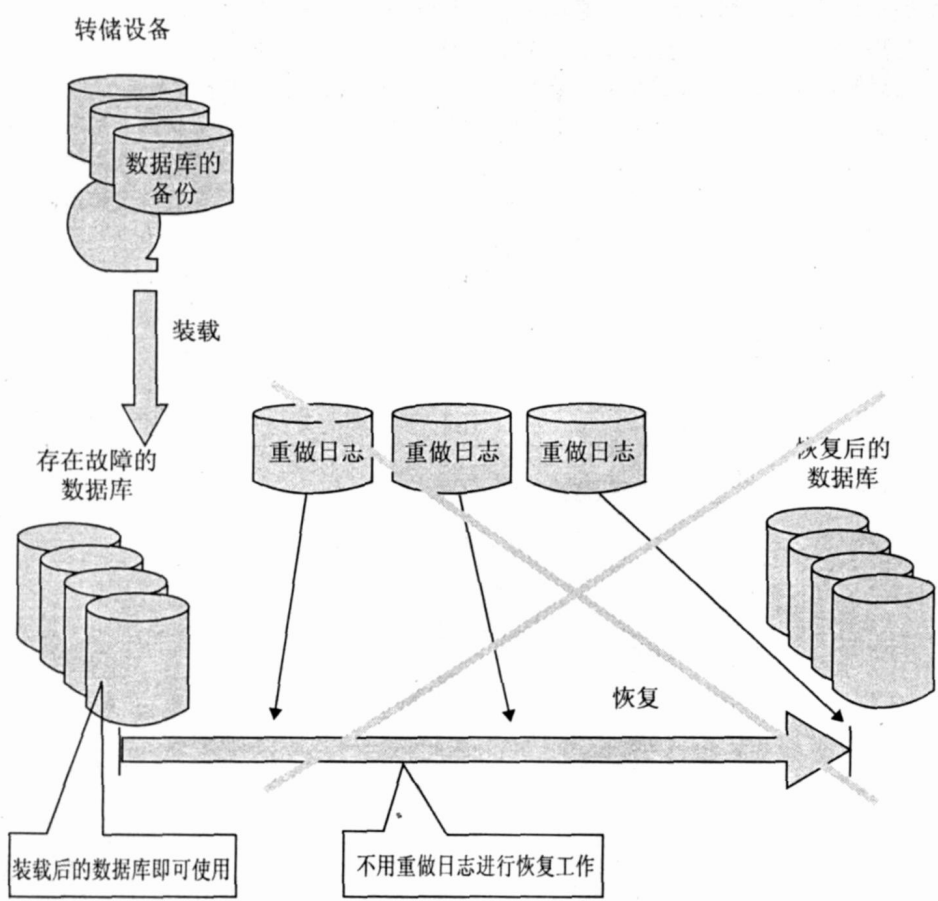 转储设备
数据库的
备份
装载
存在故障的
数据库
重做日志
重做日志
重做日志
恢复后的
数据库
恢复
装载后的数据库即可使用
不用重做日志进行恢复工作